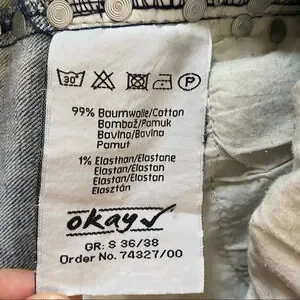 30°
P
99% Baumwolle/Cotton
Bombaž/Pamuk
Bavlna/Bavlna
Pamut
1% Elasthan/Elastane
Elastan/Elastan
Elastan/Elastan
Elasztán
okay
GR: S 36/38
Order No. 74327/00